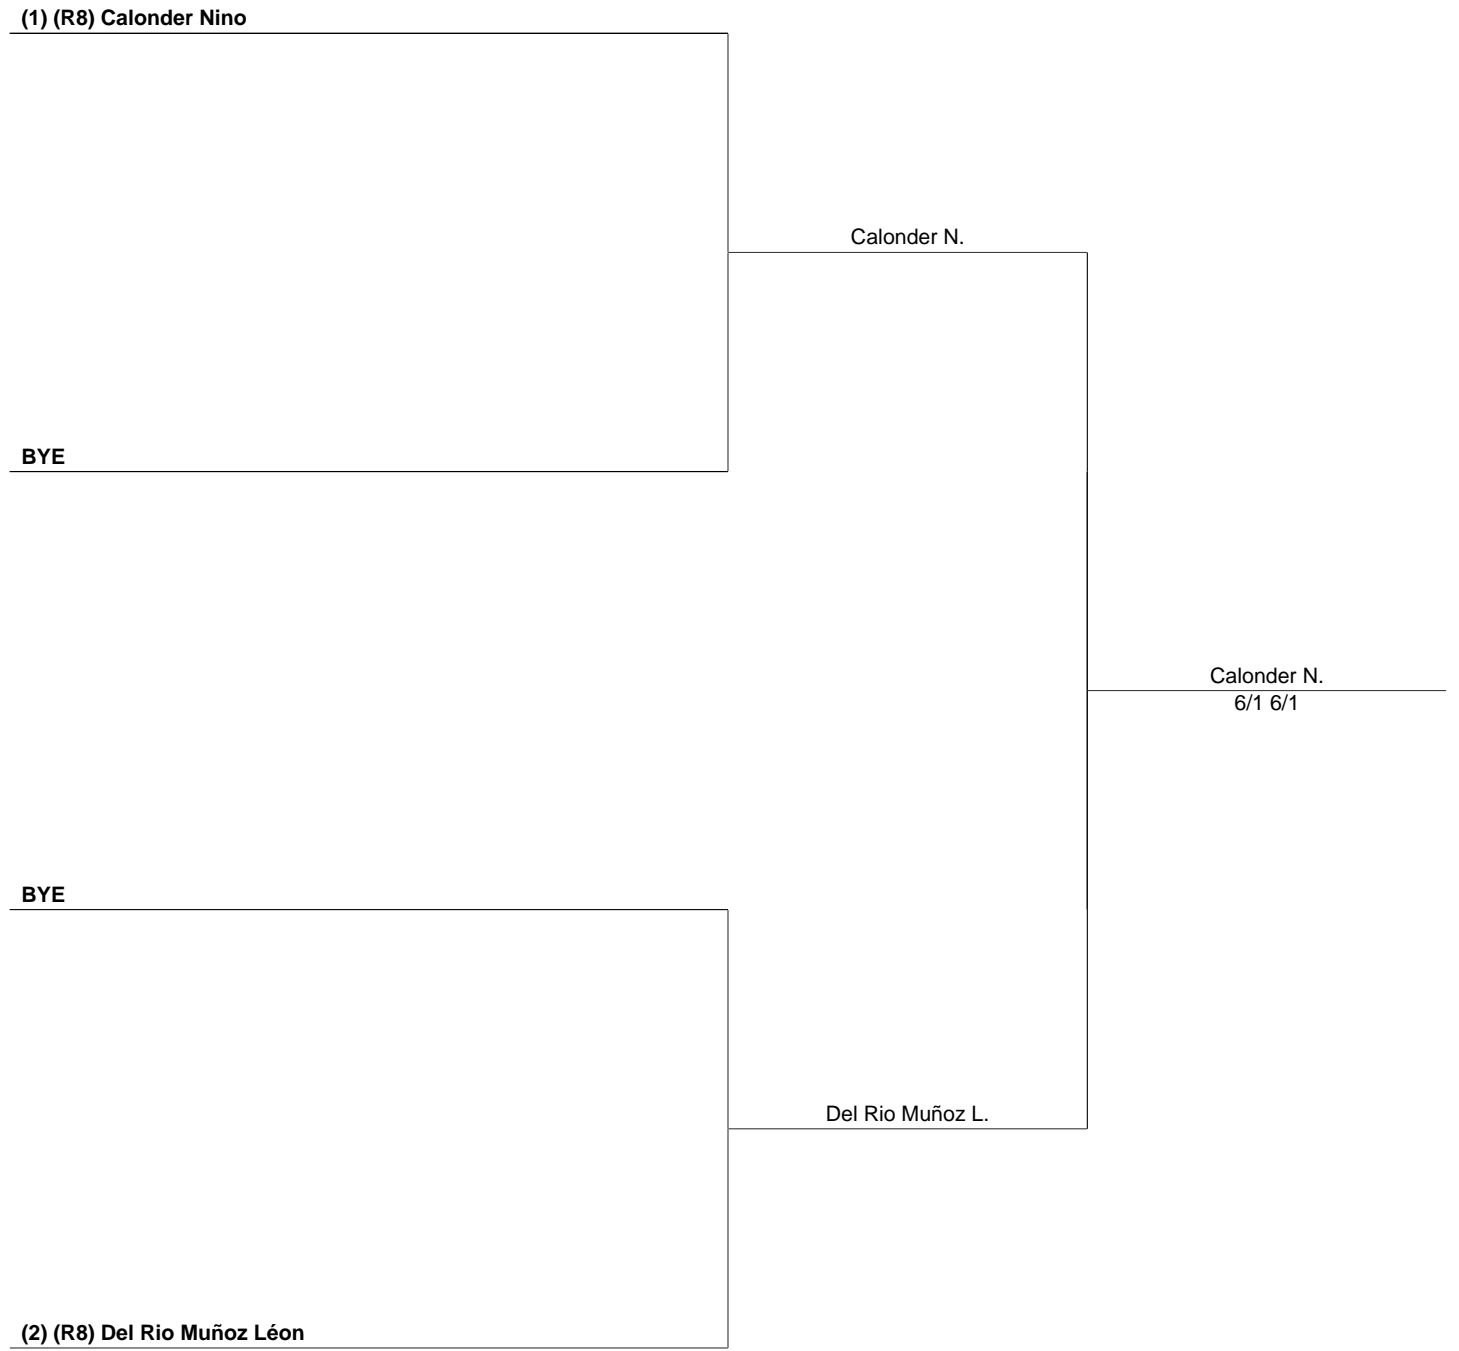 (1) (R8) Calonder Nino
Calonder N.
BYE
Calonder N.
6/1 6/1
BYE
Del Rio Muñoz L.
(2) (R8) Del Rio Muñoz Léon